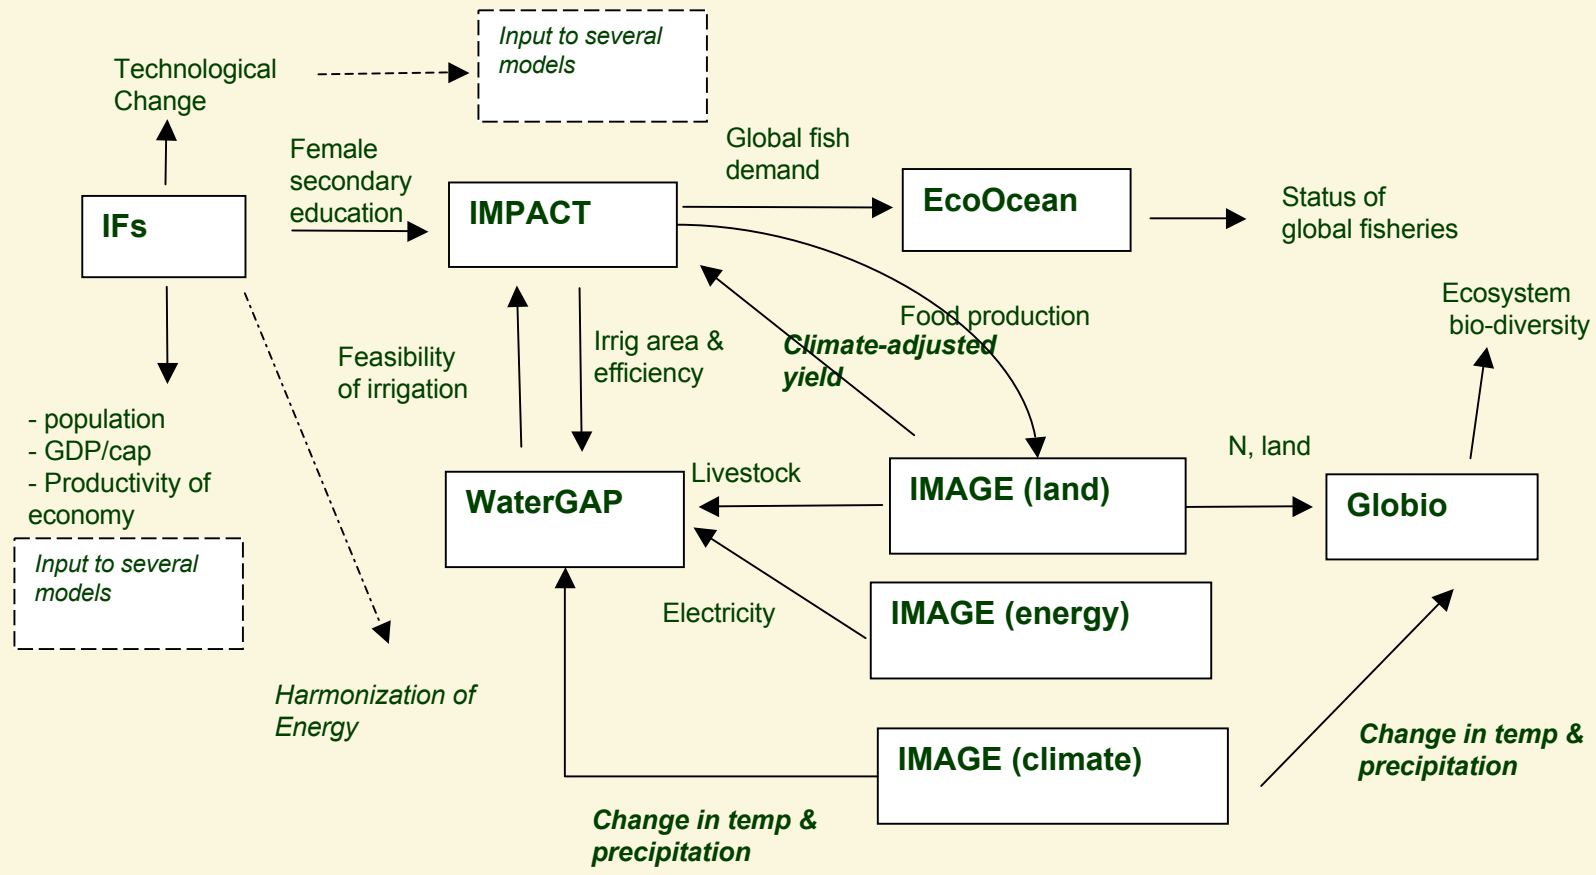 Input to several
models
Technological
Change
Female
secondary
education
Global fish
demand
IFs
IMPACT
EcoOcean
Status of
global fisheries
Ecosystem
bio-diversity
Feasibility
of irrigation
Irrig area &
efficiency
Food production
Climate-adjusted
yield
- population
- GDP/cap
- Productivity of
economy
Input to several
models
WaterGAP
Livestock
IMAGE (land)
N, land
Globio
Electricity
IMAGE (energy)
Harmonization of
Energy
IMAGE (climate)
Change in temp &
precipitation
Change in temp &
precipitation